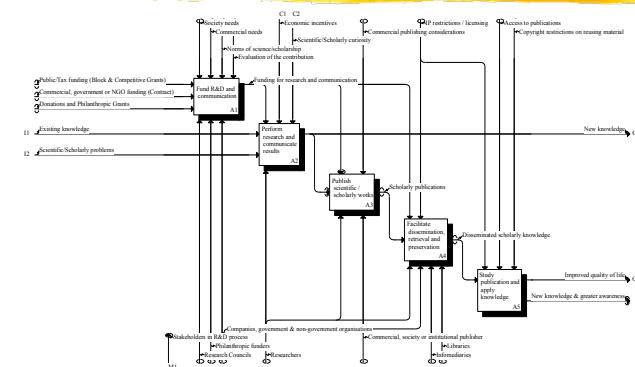 C1 C2
Society needs
Economic incentives
IP restrictions / licensing
Access to publications
Commercial needs
Commercial publishing considerations
Copyright restrictions on reusing material
Scientific/Scholarly curiosity
Norms of science/scholarship
Evaluation of the contribution
Public/Tax funding (Block & Competitive Grants)
Funding for research and communication
Commercial, government or NGO funding (Contract)
Donations and Philanthropic Grants
Fund R&D and
communication
A1
I1 Existing knowledge
New knowledge
Perform
research and
communicate
results
A2
I2 Scientific/Scholarly problems
Publish
scientific /
scholarly works
A3
Scholarly publications
Facilitate
dissemination,
retrieval and
preservation
A4
Disseminated scholarly knowledge
Study
publication and
apply
knowledge
A5
Improved quality of life
New knowledge & greater awareness
Companies, government & non-government organisations
Stakeholders in R&D process
Commercial, society or institutional publisher
Philanthropic funders
Libraries
Research Councils
Researchers
Infomediaries
M1